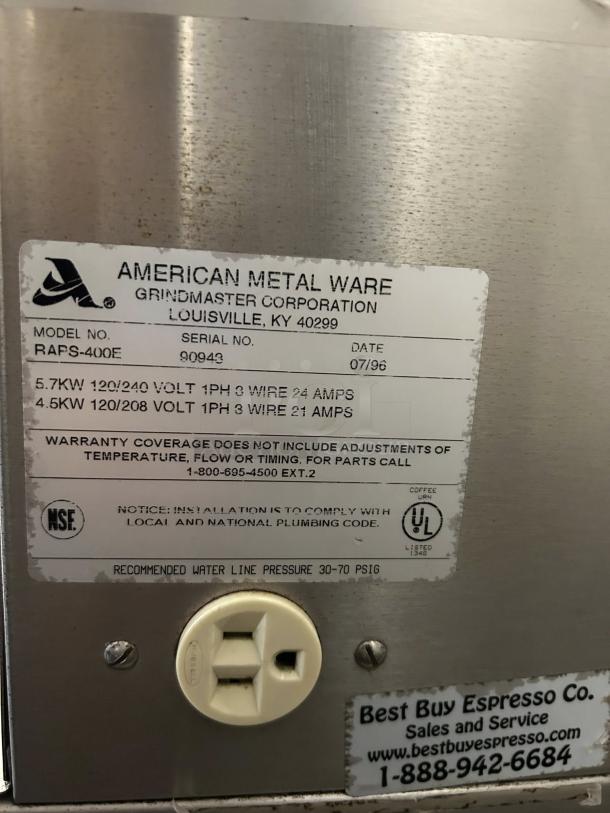 AMERICAN METAL WARE
GRINDMASTER CORPORATION
LOUISVILLE, KY 40299
MODEL NO. SERIAL NO. DATE
RAPS-400E 90943 07/96
5.7KW 120/240 VOLT 1PH 3 WIRE 24 AMPS
4.5KW 120/208 VOLT 1PH 3 WIRE 21 AMPS
WARRANTY COVERAGE DOES NOT INCLUDE ADJUSTMENTS OF
TEMPERATURE, FLOW OR TIMING. FOR PARTS CALL
1-800-695-4500 EXT.2
NSF.
NOTICE: INSTALLATION IS TO COMPLY WITH
LOCAL AND NATIONAL PLUMBING CODE.
COFFEE
URN
UL
LISTED
134G
RECOMMENDED WATER LINE PRESSURE 30-70 PSIG
Best Buy Espresso Co.
Sales and Service
www.bestbuyespresso.com
1-888-942-6684